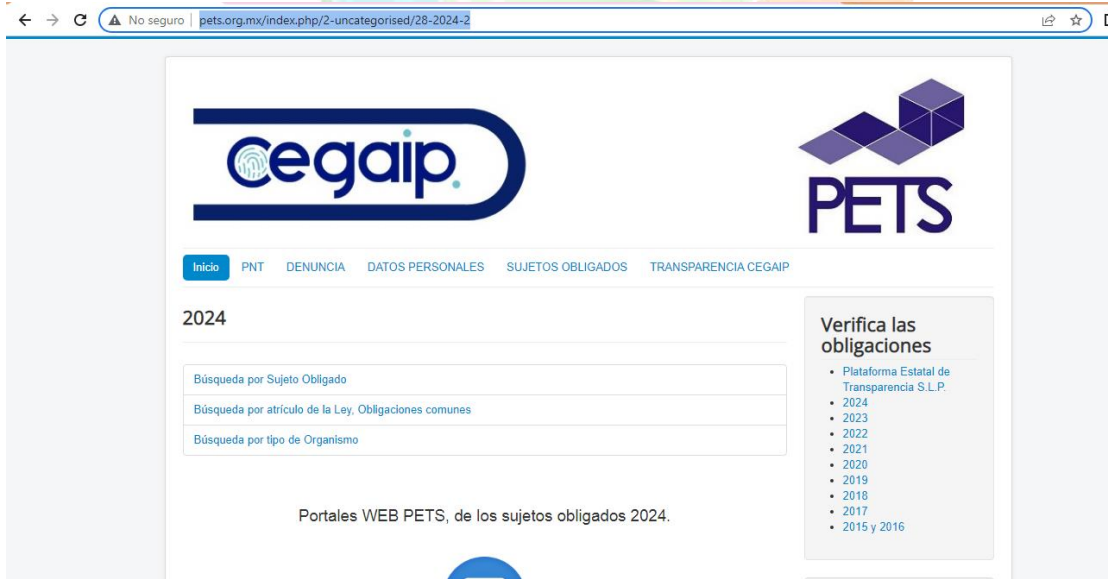 No seguro
pets.org.mx/index.php/2-uncategorised/28-2024-2
cegaip.
PETS
Inicio PNT DENUNCIA DATOS PERSONALES SUJETOS OBLIGADOS TRANSPARENCIA CEGAIP
2024
Búsqueda por Sujeto Obligado
Búsqueda por atrículo de la Ley, Obligaciones comunes
Búsqueda por tipo de Organismo
Portales WEB PETS, de los sujetos obligados 2024.
Verifica las
obligaciones
Plataforma Estatal de
Transparencia S.L.P.
2024
2023
2022
2021
2020
2019
2018
2017
2015 y 2016